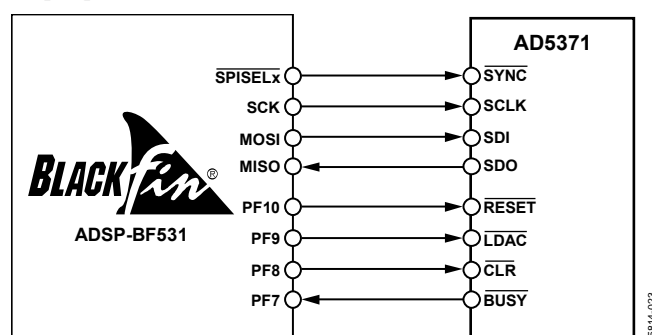 AD5371
SPISELx SYNC
SCK SCLK
MOSI SDI
MISO SDO
BLACKfin®
PF10 RESET
ADSP-BF531
PF9 LDAC
PF8 CLR
PF7 BUSY